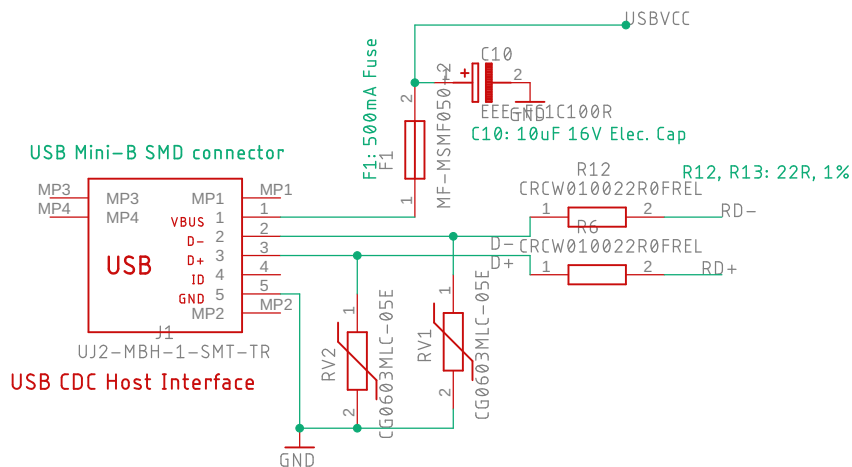 USBVCC
C10
1
2
EEE-FC1C100R
GND
C10: 10uF 16V Elec. Cap
F1: 500mA Fuse
F1
2
1
MF-MSMF050-2
USB Mini-B SMD connector
R12, R13: 22R, 1%
R12
CRCW010022R0FREL
1
2
RD-
R6
CRCW010022R0FREL
1
2
RD+
D-
D+
MP3
MP4
MP3
MP4
MP1
VBUS 1
D- 2
D+ 3
ID 4
GND 5
MP2
MP1
1
2
3
4
5
MP2
USB
J1
UJ2-MBH-1-SMT-TR
USB CDC Host Interface
RV2
1
2
CG0603MLC-05E
RV1
1
2
CG0603MLC-05E
GND